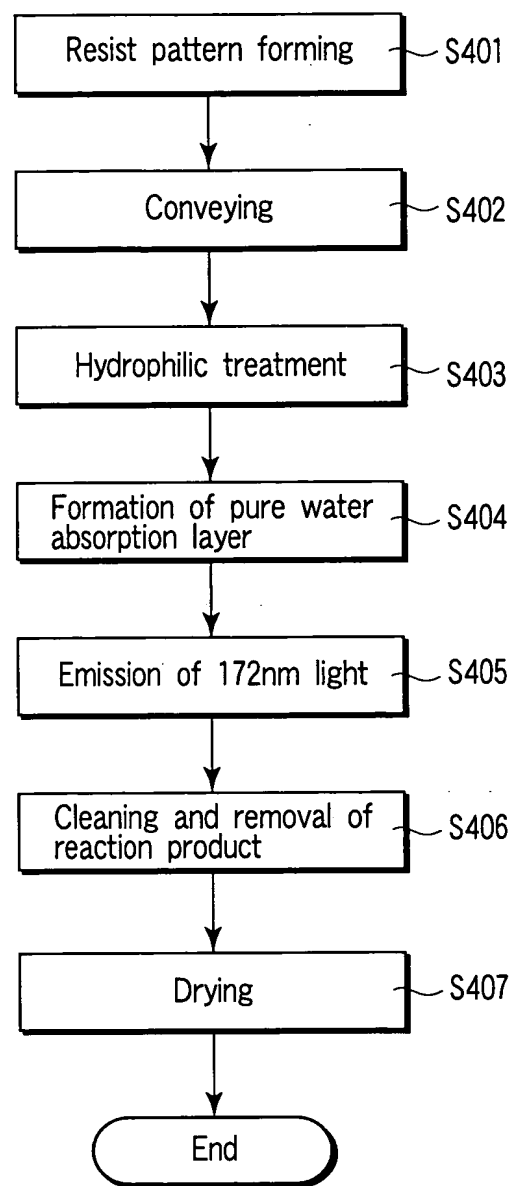 Resist pattern forming
S401
Conveying
S402
Hydrophilic treatment
S403
Formation of pure water
absorption layer
S404
Emission of 172nm light
S405
Cleaning and removal of
reaction product
S406
Drying
S407
End